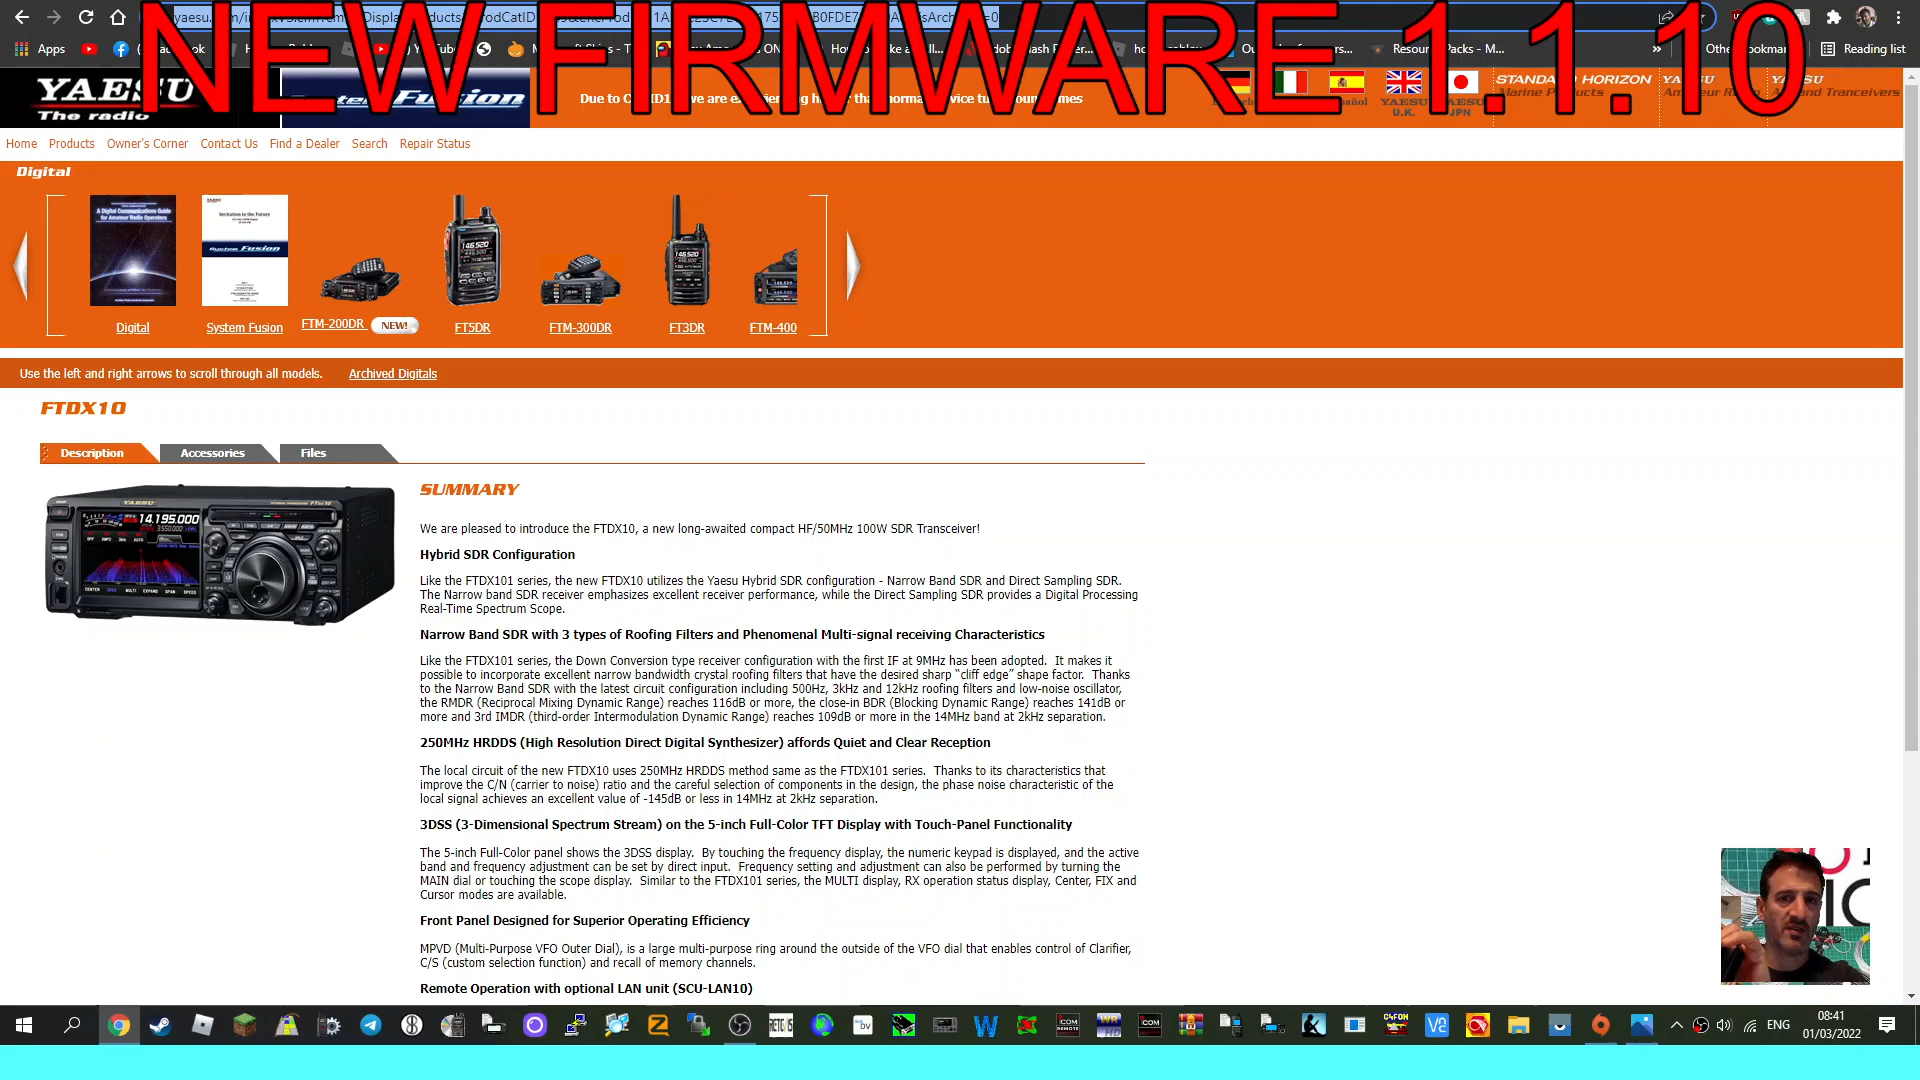 NEW FIRMWARE 1.1.10
Apps
Reading list
YAESU
The radio
Fusion
STANDARD HORIZON
Home Products Owner's Corner Contact Us Find a Dealer Search Repair Status
Digital
A Digital Communications Guide
for Amateur Radio Operators
Invitation to the Future
System Fusion
Digital System Fusion FTM-200DR NEW! FT5DR FTM-300DR FT3DR FTM-400
Use the left and right arrows to scroll through all models. Archived Digitals
FTDX10
Description Accessories Files
YAESU
14.195.000
SUMMARY
We are pleased to introduce the FTDX10, a new long-awaited compact HF/50MHz 100W SDR Transceiver!
Hybrid SDR Configuration
Like the FTDX101 series, the new FTDX10 utilizes the Yaesu Hybrid SDR configuration - Narrow Band SDR and Direct Sampling SDR.
The Narrow band SDR receiver emphasizes excellent receiver performance, while the Direct Sampling SDR provides a Digital Processing
Real-Time Spectrum Scope.
Narrow Band SDR with 3 types of Roofing Filters and Phenomenal Multi-signal receiving Characteristics
Like the FTDX101 series, the Down Conversion type receiver configuration with the first IF at 9MHz has been adopted. It makes it
possible to incorporate excellent narrow bandwidth crystal roofing filters that have the desired sharp “cliff edge” shape factor. Thanks
to the Narrow Band SDR with the latest circuit configuration including 500Hz, 3kHz and 12kHz roofing filters and low-noise oscillator,
the RMDR (Reciprocal Mixing Dynamic Range) reaches 116dB or more, the close-in BDR (Blocking Dynamic Range) reaches 141dB or
more and 3rd IMDR (third-order Intermodulation Dynamic Range) reaches 109dB or more in the 14MHz band at 2kHz separation.
250MHz HRDDS (High Resolution Direct Digital Synthesizer) affords Quiet and Clear Reception
The local circuit of the new FTDX10 uses 250MHz HRDDS method same as the FTDX101 series. Thanks to its characteristics that
improve the C/N (carrier to noise) ratio and the careful selection of components in the design, the phase noise characteristic of the
local signal achieves an excellent value of -145dB or less in 14MHz at 2kHz separation.
3DSS (3-Dimensional Spectrum Stream) on the 5-inch Full-Color TFT Display with Touch-Panel Functionality
The 5-inch Full-Color panel shows the 3DSS display. By touching the frequency display, the numeric keypad is displayed, and the active
band and frequency adjustment can be set by direct input. Frequency setting and adjustment can also be performed by turning the
MAIN dial or touching the scope display. Similar to the FTDX101 series, the MULTI display, RX operation status display, Center, FIX and
Cursor modes are available.
Front Panel Designed for Superior Operating Efficiency
MPVD (Multi-Purpose VFO Outer Dial), is a large multi-purpose ring around the outside of the VFO dial that enables control of Clarifier,
C/S (custom selection function) and recall of memory channels.
Remote Operation with optional LAN unit (SCU-LAN10)
ENG
08:41
01/03/2022